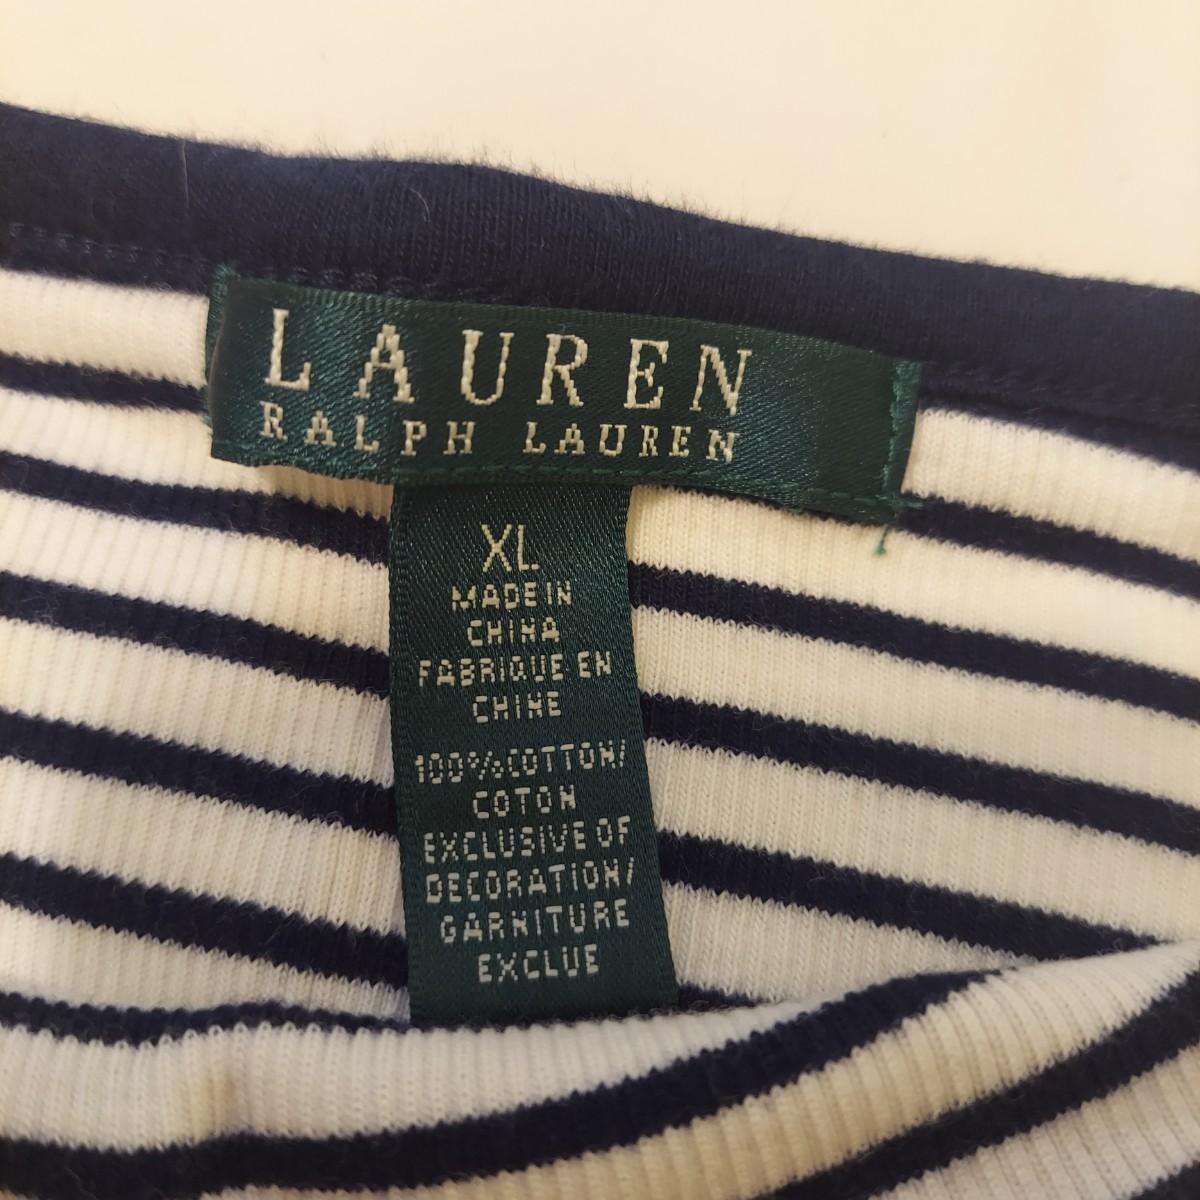 LAUREN
RALPH LAUREN
XL
MADE IN
CHINA
FABRIQUE EN
CHINE
100% COTTON/
COTON
EXCLUSIVE OF
DECORATION/
GARNITURE
EXCLUE